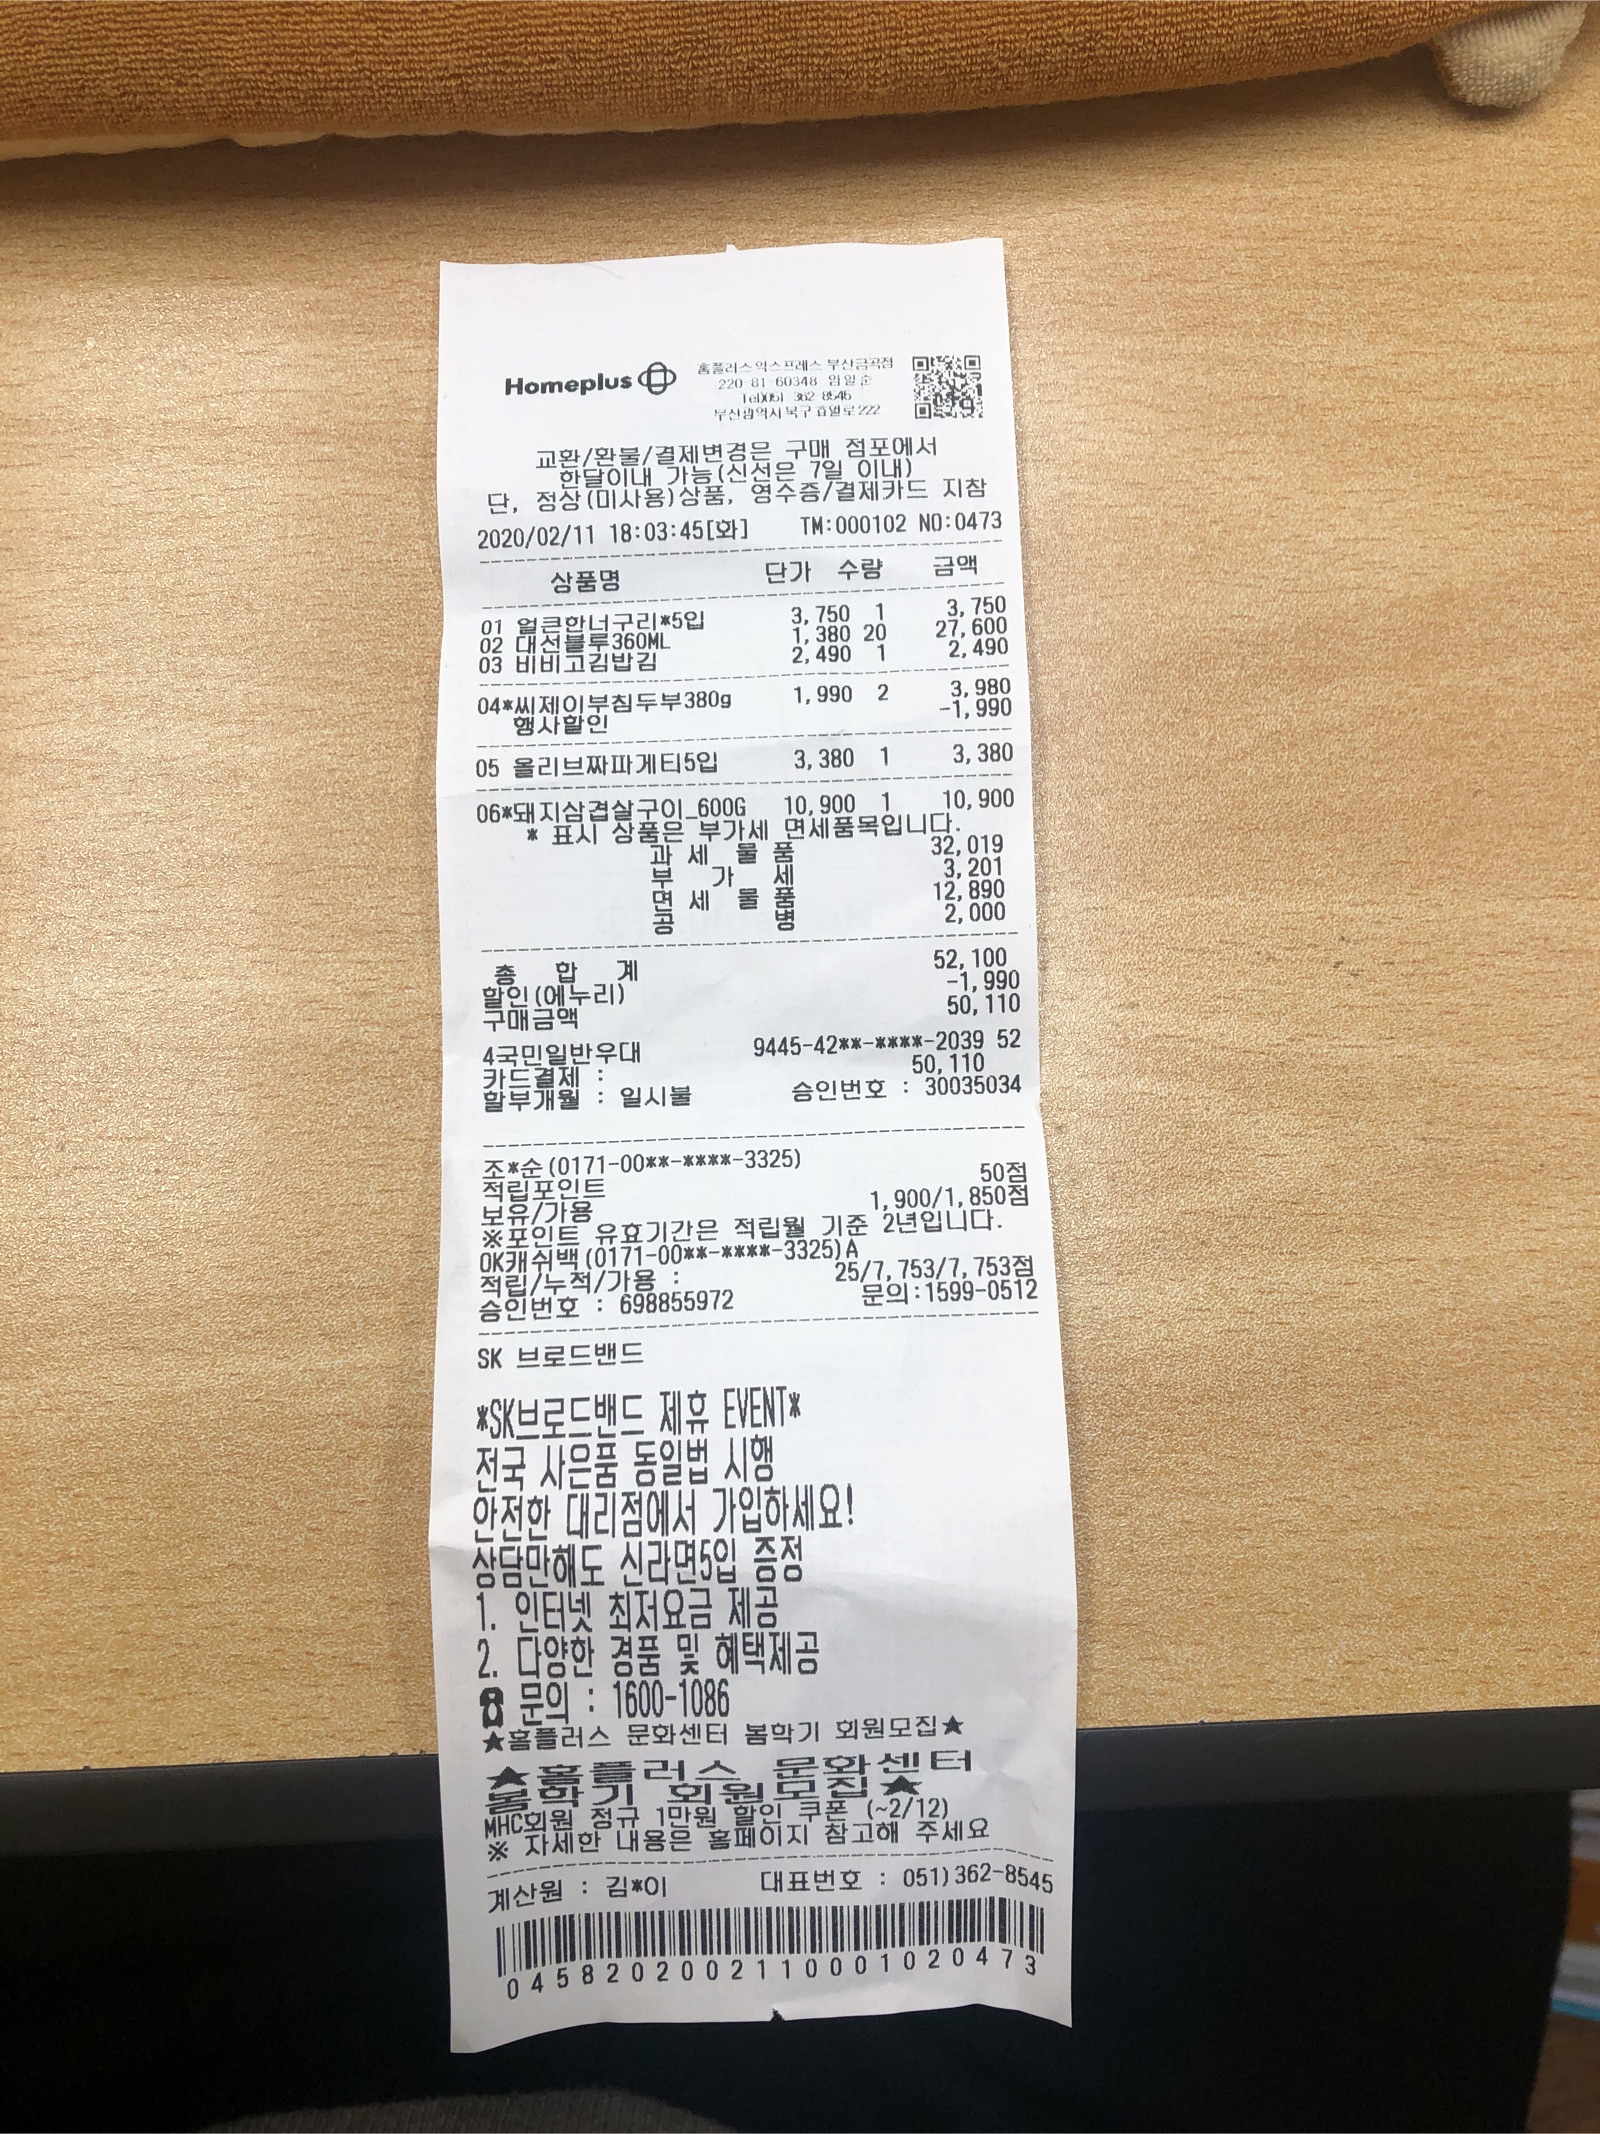 Homeplus
홈플러스 익스프레스 부산금곡점
220-81-60348 임일순
Tel)051-362-8545
부산광역시 북구 효열로 222
교환/환불/결제변경은 구매 점포에서
한달이내 가능(신선은 7일 이내)
단, 정상(미사용)상품, 영수증/결제카드 지참
2020/02/11 18:03:45[화] TM:000102 NO:0473
상품명 단가 수량 금액
01 얼큰한너구리*5입 3,750 1 3,750
02 대선블루360ML 1,380 20 27,600
03 비비고김밥김 2,490 1 2,490
04*씨제이부침두부380g 1,990 2 3,980
행사할인 -1,990
05 올리브짜파게티5입 3,380 1 3,380
06*돼지삼겹살구이_600G 10,900 1 10,900
* 표시 상품은 부가세 면세품목입니다.
과 세 물 품 32,019
부 가 세 3,201
면 세 물 품 12,890
공 병 2,000
총 합 계 52,100
할인(에누리) -1,990
구매금액 50,110
4국민일반우대 9445-42**-****-2039 52
카드결제 : 50,110
할부개월 : 일시불 승인번호 : 30035034
조*순(0171-00**-****-3325)
적립포인트 50점
보유/가용 1,900/1,850점
※포인트 유효기간은 적립월 기준 2년입니다.
OK캐쉬백(0171-00**-****-3325)A
적립/누적/가용 : 25/7,753/7,753점
승인번호 : 698855972 문의:1599-0512
SK 브로드밴드
*SK브로드밴드 제휴 EVENT*
전국 사은품 동일법 시행
안전한 대리점에서 가입하세요!
상담만해도 신라면5입 증정
1. 인터넷 최저요금 제공
2. 다양한 경품 및 혜택제공
☎ 문의 : 1600-1086
★홈플러스 문화센터 봄학기 회원모집★
★홈플러스 문화센터
봄학기 회원모집★
MHC회원 정규 1만원 할인 쿠폰 (~2/12)
※ 자세한 내용은 홈페이지 참고해 주세요
계산원 : 김*이 대표번호 : 051)362-8545
0458202002110001020473